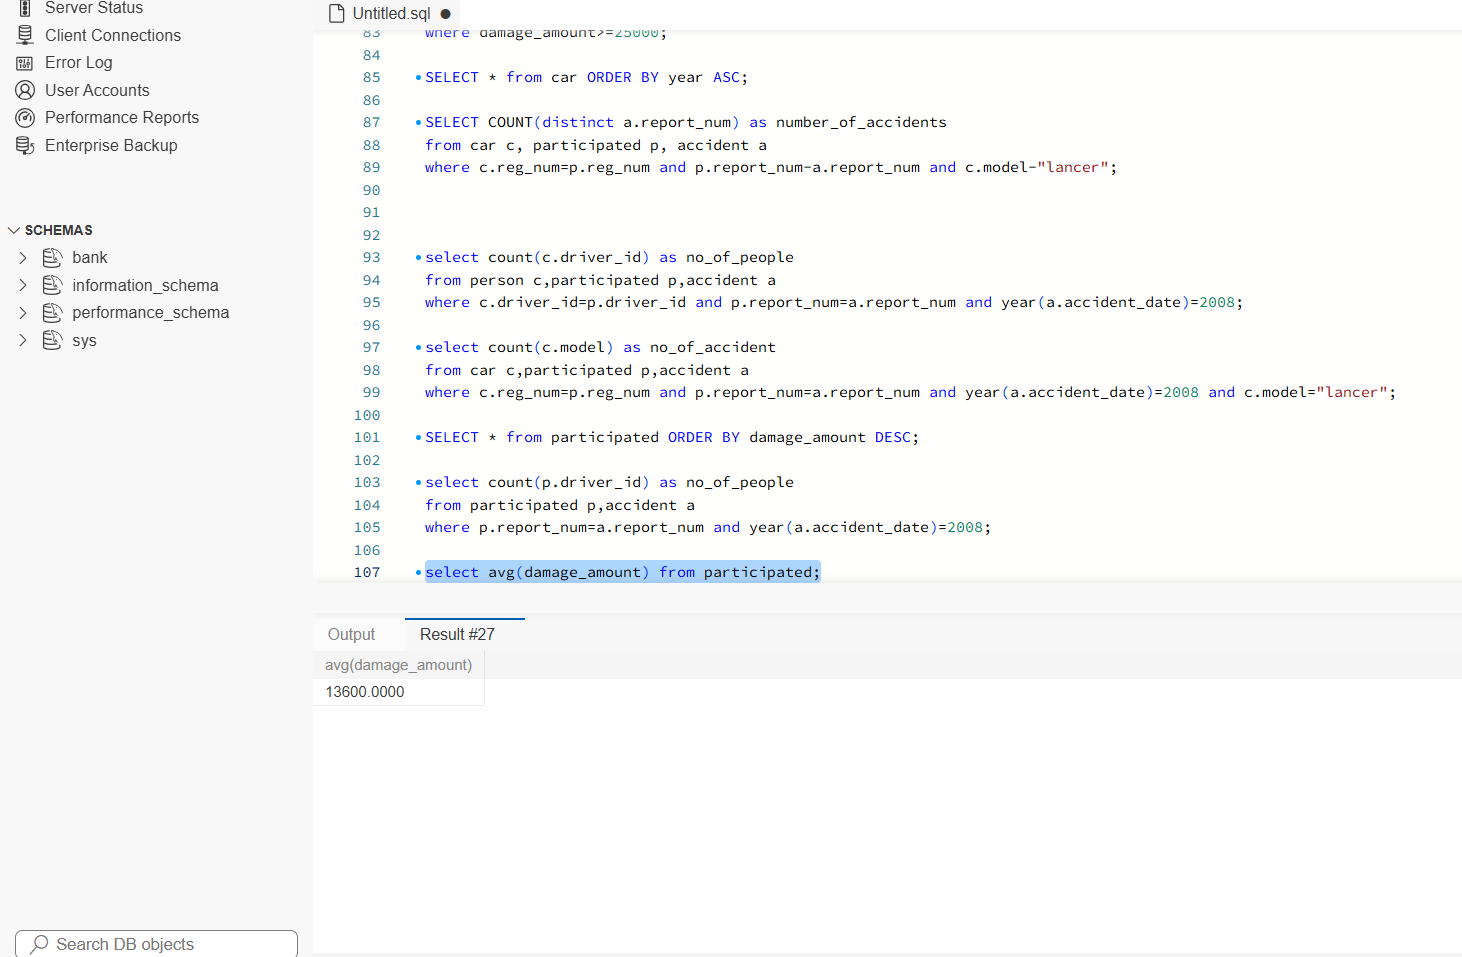 Server Status
Client Connections
Error Log
User Accounts
Performance Reports
Enterprise Backup
SCHEMAS
bank
information_schema
performance_schema
sys
Search DB objects
Untitled.sql
83 where damage_amount>=25000;
84
85 SELECT * from car ORDER BY year ASC;
86
87 SELECT COUNT(distinct a.report_num) as number_of_accidents
88 from car c, participated p, accident a
89 where c.reg_num=p.reg_num and p.report_num-a.report_num and c.model-"lancer";
90
91
92
93 select count(c.driver_id) as no_of_people
94 from person c,participated p,accident a
95 where c.driver_id=p.driver_id and p.report_num=a.report_num and year(a.accident_date)=2008;
96
97 select count(c.model) as no_of_accident
98 from car c,participated p,accident a
99 where c.reg_num=p.reg_num and p.report_num=a.report_num and year(a.accident_date)=2008 and c.model="lancer";
100
101 SELECT * from participated ORDER BY damage_amount DESC;
102
103 select count(p.driver_id) as no_of_people
104 from participated p,accident a
105 where p.report_num=a.report_num and year(a.accident_date)=2008;
106
107 select avg(damage_amount) from participated;
Output Result #27
avg(damage_amount)
13600.0000